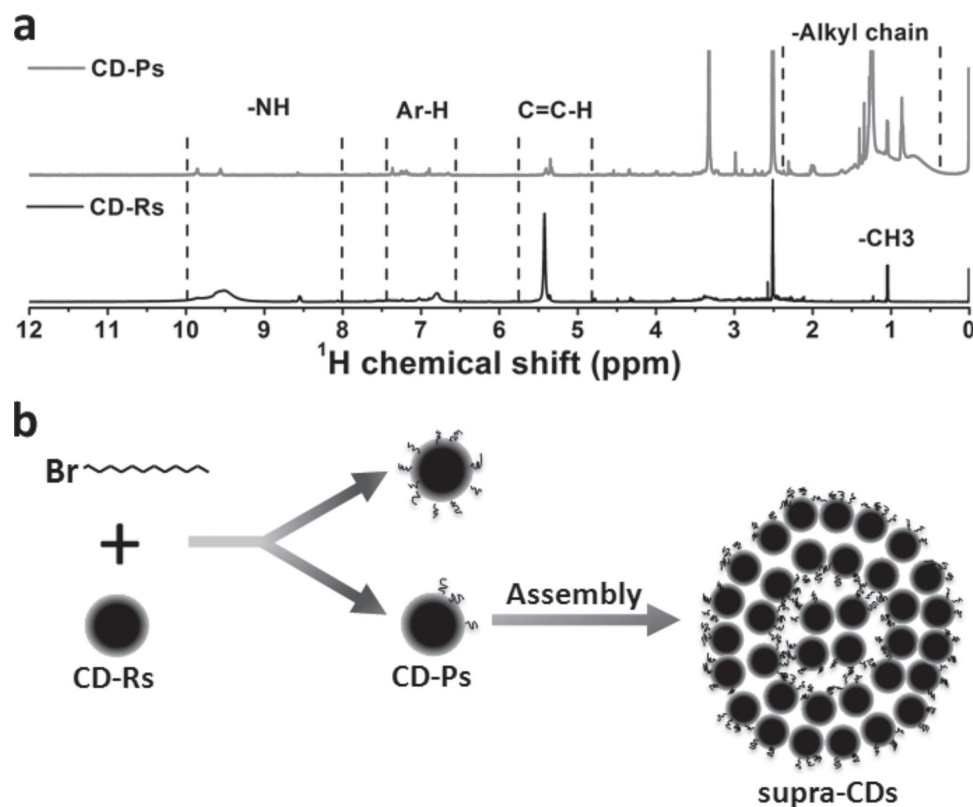 a
-Alkyl chain
CD-Ps
-NH
Ar-H
C=C-H
CD-Rs
-CH3
12 11 10 9 8 7 6 5 4 3 2 1 0
¹H chemical shift (ppm)
b
Br
+
CD-Rs
CD-Ps
Assembly
supra-CDs